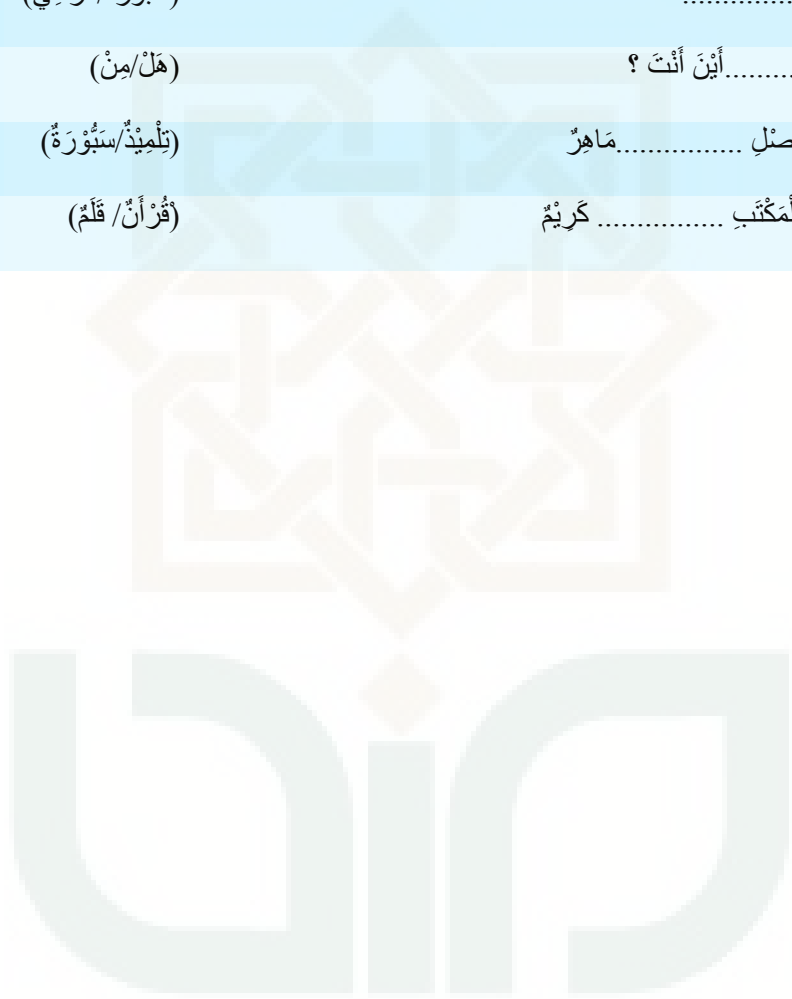 ...............
.........أَيْنَ أَنْتَ ؟ (هَلْ/مِنْ)
صْلِ ...............مَاهِرٌ (تِلْمِيْذٌ/سَبُّوْرَةٌ)
لْمَكْتَبِ ................ كَرِيْمٌ (قُرْأَنٌ/ قَلَمٌ)